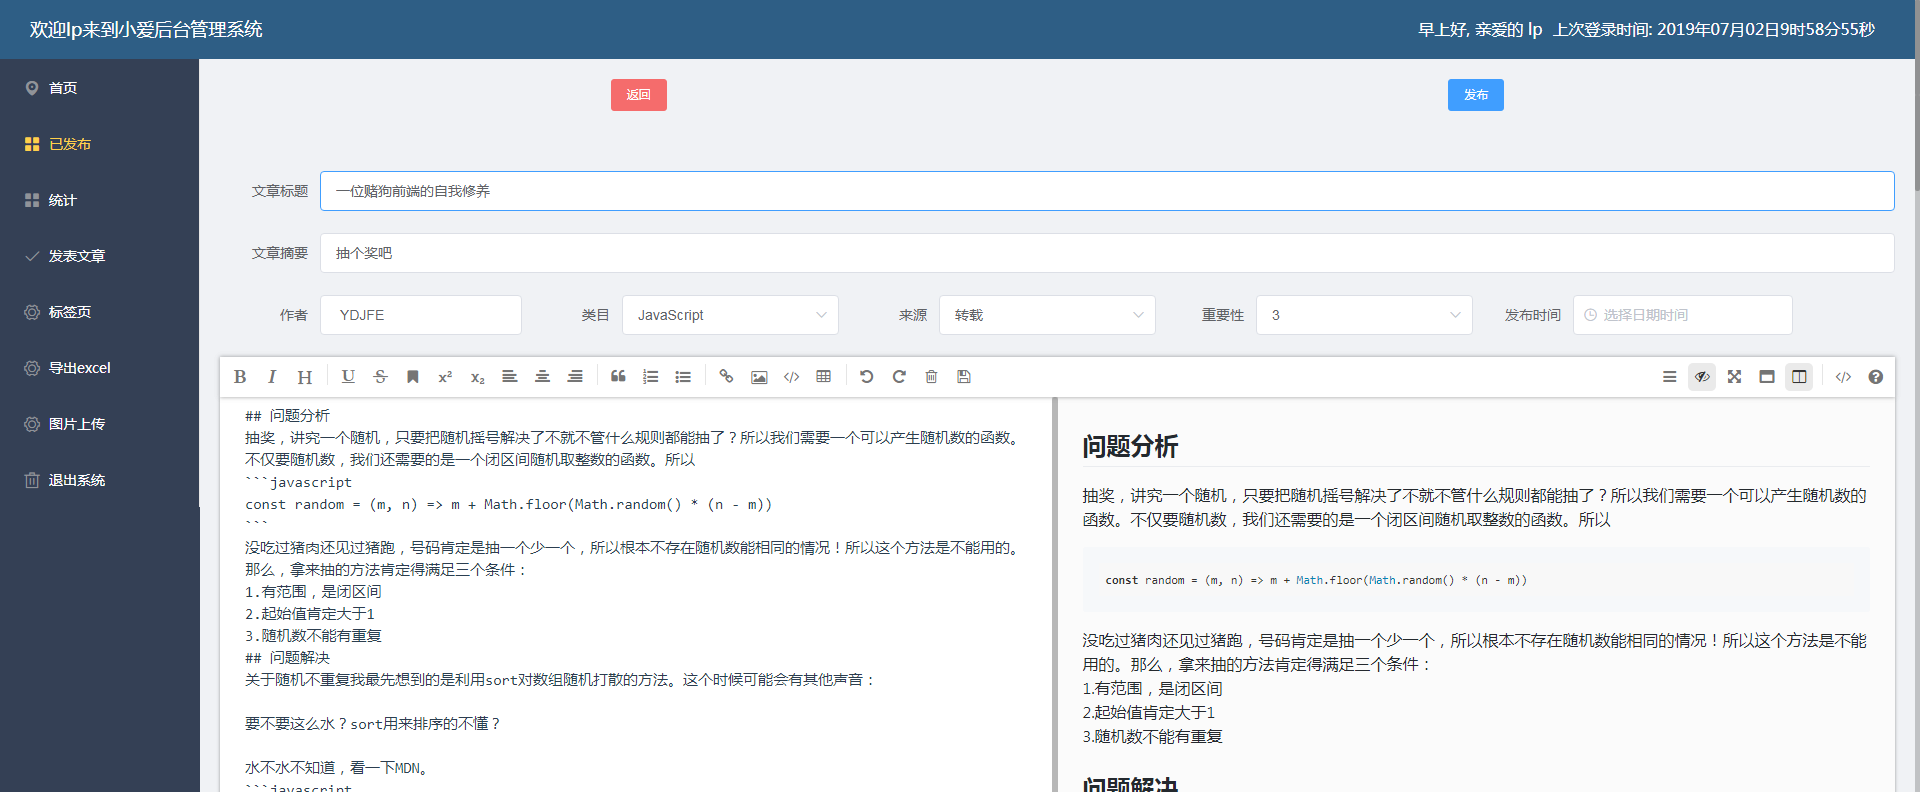 欢迎lp来到小爱后台管理系统
早上好, 亲爱的 lp 上次登录时间: 2019年07月02日9时58分55秒
首页
已发布
统计
发表文章
标签页
导出excel
图片上传
退出系统
返回
发布
文章标题 一位赌狗前端的自我修养
文章摘要 抽个奖吧
作者 YDJFE 类目 JavaScript 来源 转载 重要性 3 发布时间 选择日期时间
## 问题分析
抽奖，讲究一个随机，只要把随机摇号解决了不就不管什么规则都能抽了？所以我们需要一个可以产生随机数的函数。
不仅要随机数，我们还需要的是一个闭区间随机取整数的函数。所以
```javascript
const random = (m, n) => m + Math.floor(Math.random() * (n - m))
```
没吃过猪肉还见过猪跑，号码肯定是抽一个少一个，所以根本不存在随机数能相同的情况！所以这个方法是不能用的。
那么，拿来抽的方法肯定得满足三个条件：
1.有范围，是闭区间
2.起始值肯定大于1
3.随机数不能有重复
## 问题解决
关于随机不重复我最先想到的是利用sort对数组随机打散的方法。这个时候可能会有其他声音：
要不要这么水？sort用来排序的不懂？
水不水不知道，看一下MDN。
```javascript
问题分析
抽奖，讲究一个随机，只要把随机摇号解决了不就不管什么规则都能抽了？所以我们需要一个可以产生随机数的
函数。不仅要随机数，我们还需要的是一个闭区间随机取整数的函数。所以
const random = (m, n) => m + Math.floor(Math.random() * (n - m))
没吃过猪肉还见过猪跑，号码肯定是抽一个少一个，所以根本不存在随机数能相同的情况！所以这个方法是不能
用的。那么，拿来抽的方法肯定得满足三个条件：
1.有范围，是闭区间
2.起始值肯定大于1
3.随机数不能有重复
问题解决